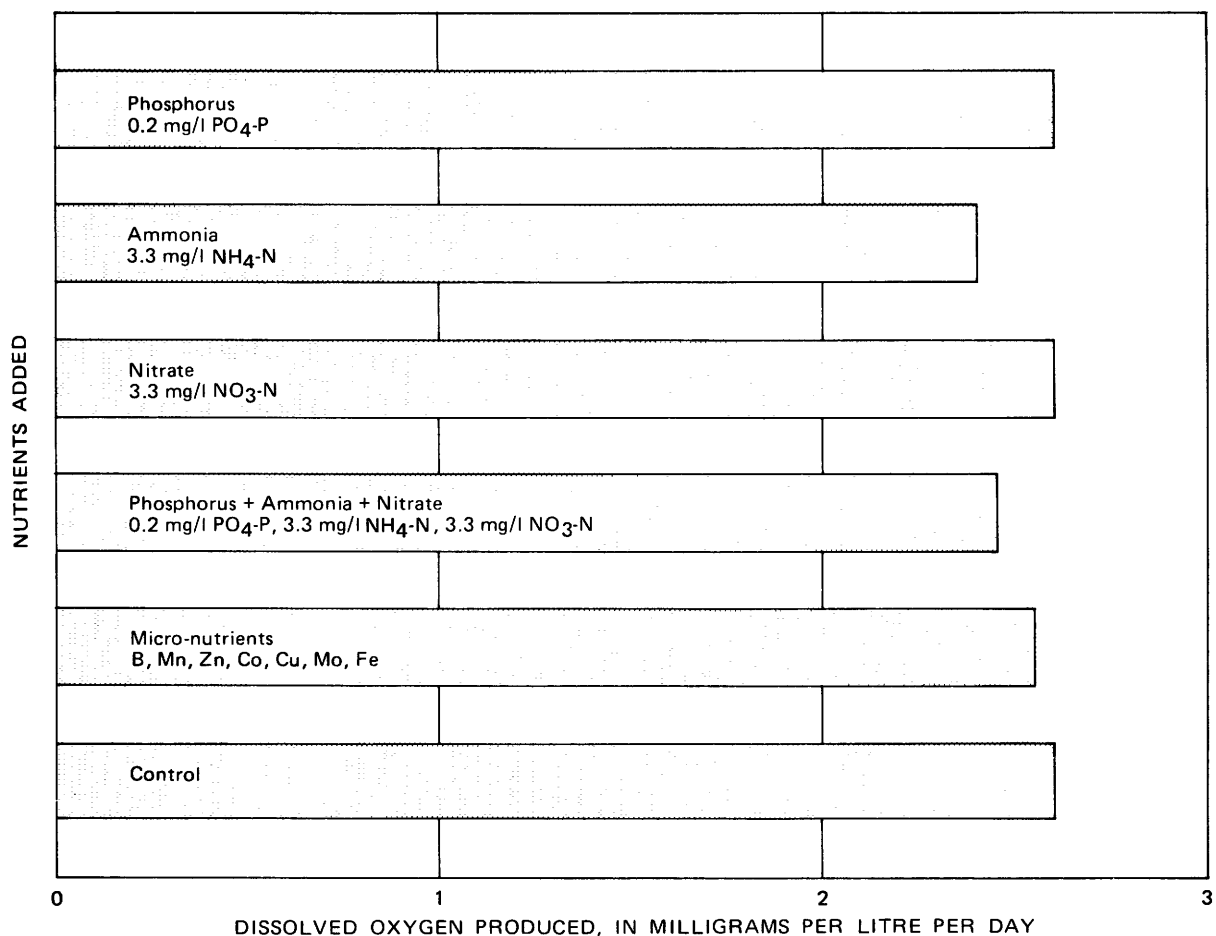 Phosphorus
0.2 mg/l PO4-P
Ammonia
3.3 mg/l NH4-N
Nitrate
3.3 mg/l NO3-N
Phosphorus + Ammonia + Nitrate
0.2 mg/l PO4-P, 3.3 mg/l NH4-N, 3.3 mg/l NO3-N
Micro-nutrients
B, Mn, Zn, Co, Cu, Mo, Fe
Control
NUTRIENTS ADDED
0 1 2 3
DISSOLVED OXYGEN PRODUCED, IN MILLIGRAMS PER LITRE PER DAY